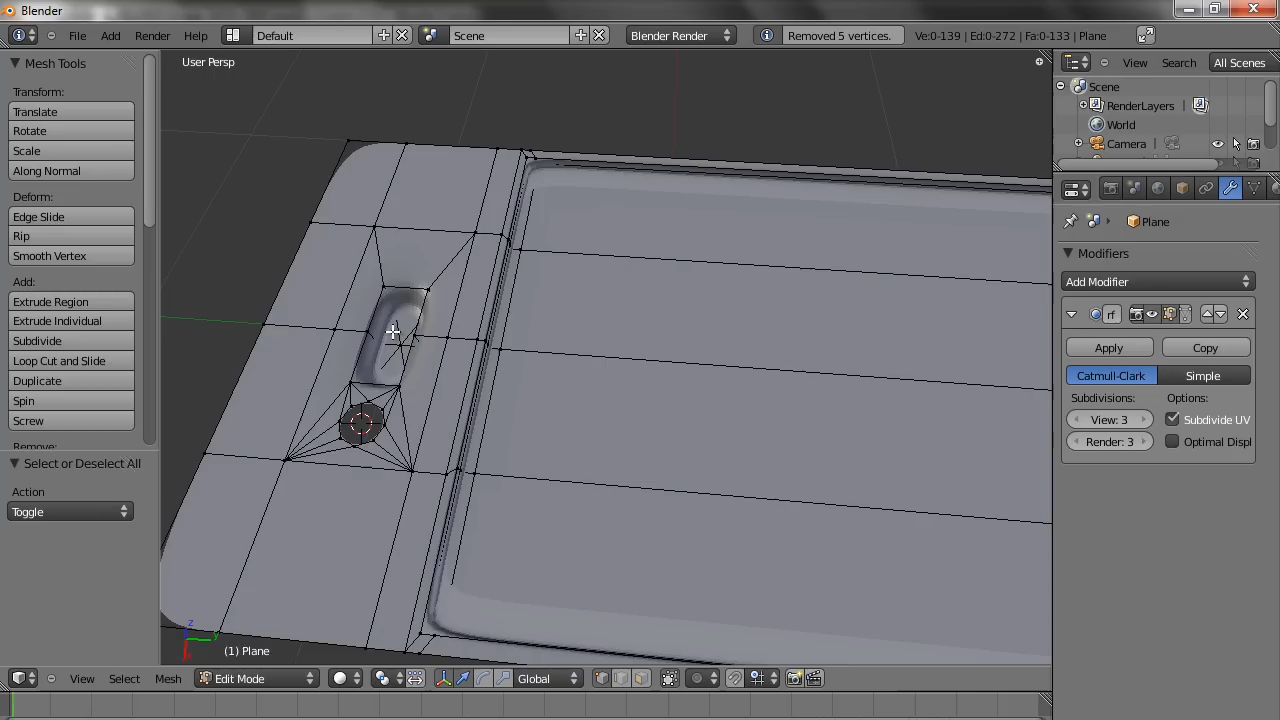 Blender
File Add Render Help Default Scene Blender Render Removed 5 vertices. Ve:0-139 | Ed:0-272 | Fa:0-133 | Plane
Mesh Tools
Transform:
Translate
Rotate
Scale
Along Normal
Deform:
Edge Slide
Rip
Smooth Vertex
Add:
Extrude Region
Extrude Individual
Subdivide
Loop Cut and Slide
Duplicate
Spin
Screw
Remove:
Select or Deselect All
Action
Toggle
User Persp
z
y
(1) Plane
View Select Mesh Edit Mode Global
View Search All Scenes
Scene
RenderLayers
World
Camera
Plane
Modifiers
Add Modifier
rf
Apply Copy
Catmull-Clark Simple
Subdivisions: Options:
View: 3 Subdivide UV
Render: 3 Optimal Displ